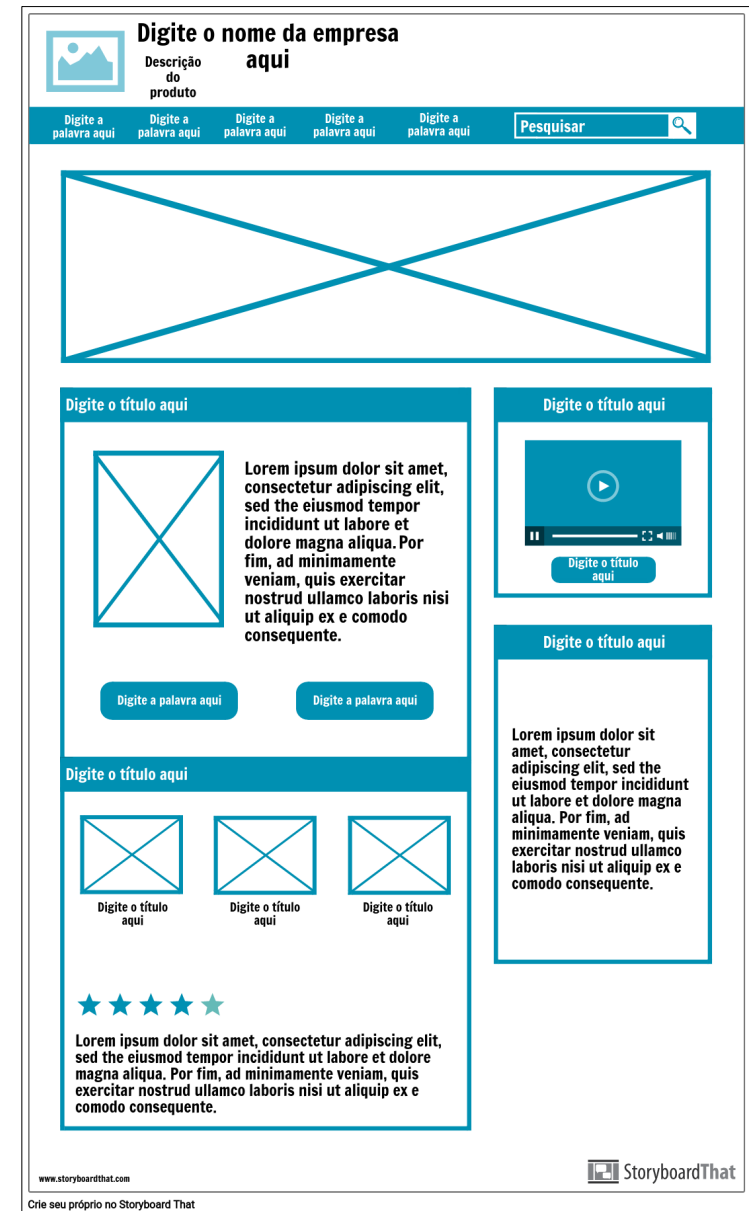 Digite o nome da empresa
aqui
Descrição
do
produto
Digite a
palavra aqui
Digite a
palavra aqui
Digite a
palavra aqui
Digite a
palavra aqui
Digite a
palavra aqui
Pesquisar
Digite o título aqui
Lorem ipsum dolor sit amet,
consectetur adipiscing elit,
sed the eiusmod tempor
incididunt ut labore et
dolore magna aliqua. Por
fim, ad minimamente
veniam, quis exercitar
nostrud ullamco laboris nisi
ut aliquip ex e comodo
consequente.
Digite a palavra aqui
Digite a palavra aqui
Digite o título aqui
Digite o título
aqui
Digite o título
aqui
Digite o título
aqui
Lorem ipsum dolor sit amet, consectetur adipiscing elit,
sed the eiusmod tempor incididunt ut labore et dolore
magna aliqua. Por fim, ad minimamente veniam, quis
exercitar nostrud ullamco laboris nisi ut aliquip ex e
comodo consequente.
Digite o título aqui
Digite o título
aqui
Digite o título aqui
Lorem ipsum dolor sit
amet, consectetur
adipiscing elit, sed the
eiusmod tempor incididunt
ut labore et dolore magna
aliqua. Por fim, ad
minimamente veniam, quis
exercitar nostrud ullamco
laboris nisi ut aliquip ex e
comodo consequente.
www.storyboardthat.com
StoryboardThat
Crie seu próprio no Storyboard That